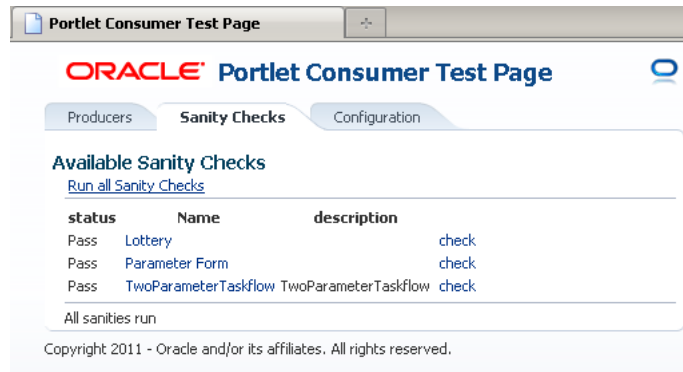 Portlet Consumer Test Page
ORACLE Portlet Consumer Test Page
Producers Sanity Checks Configuration
Available Sanity Checks
Run all Sanity Checks
status Name description
Pass Lottery check
Pass Parameter Form check
Pass TwoParameterTaskflow TwoParameterTaskflow check
All sanities run
Copyright 2011 - Oracle and/or its affiliates. All rights reserved.